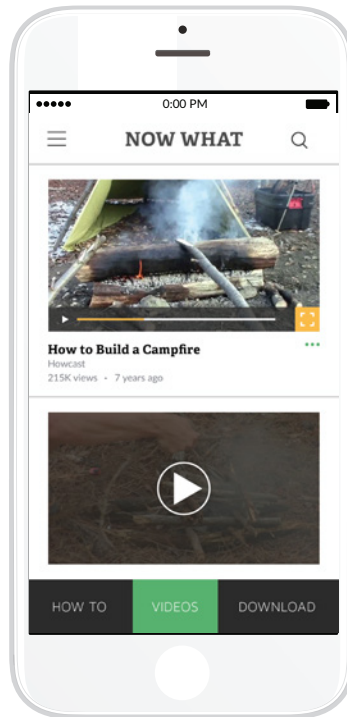 0:00 PM
NOW WHAT
How to Build a Campfire
Howcast
215K views • 7 years ago
HOW TO VIDEOS DOWNLOAD